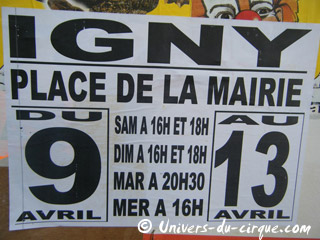 IGNY
PLACE DE LA MAIRIE
DU
9
AVRIL
SAM A 16H ET 18H
DIM A 16H ET 18H
MAR A 20H30
MER A 16H
AU
13
AVRIL
© Univers-du-cirque.com